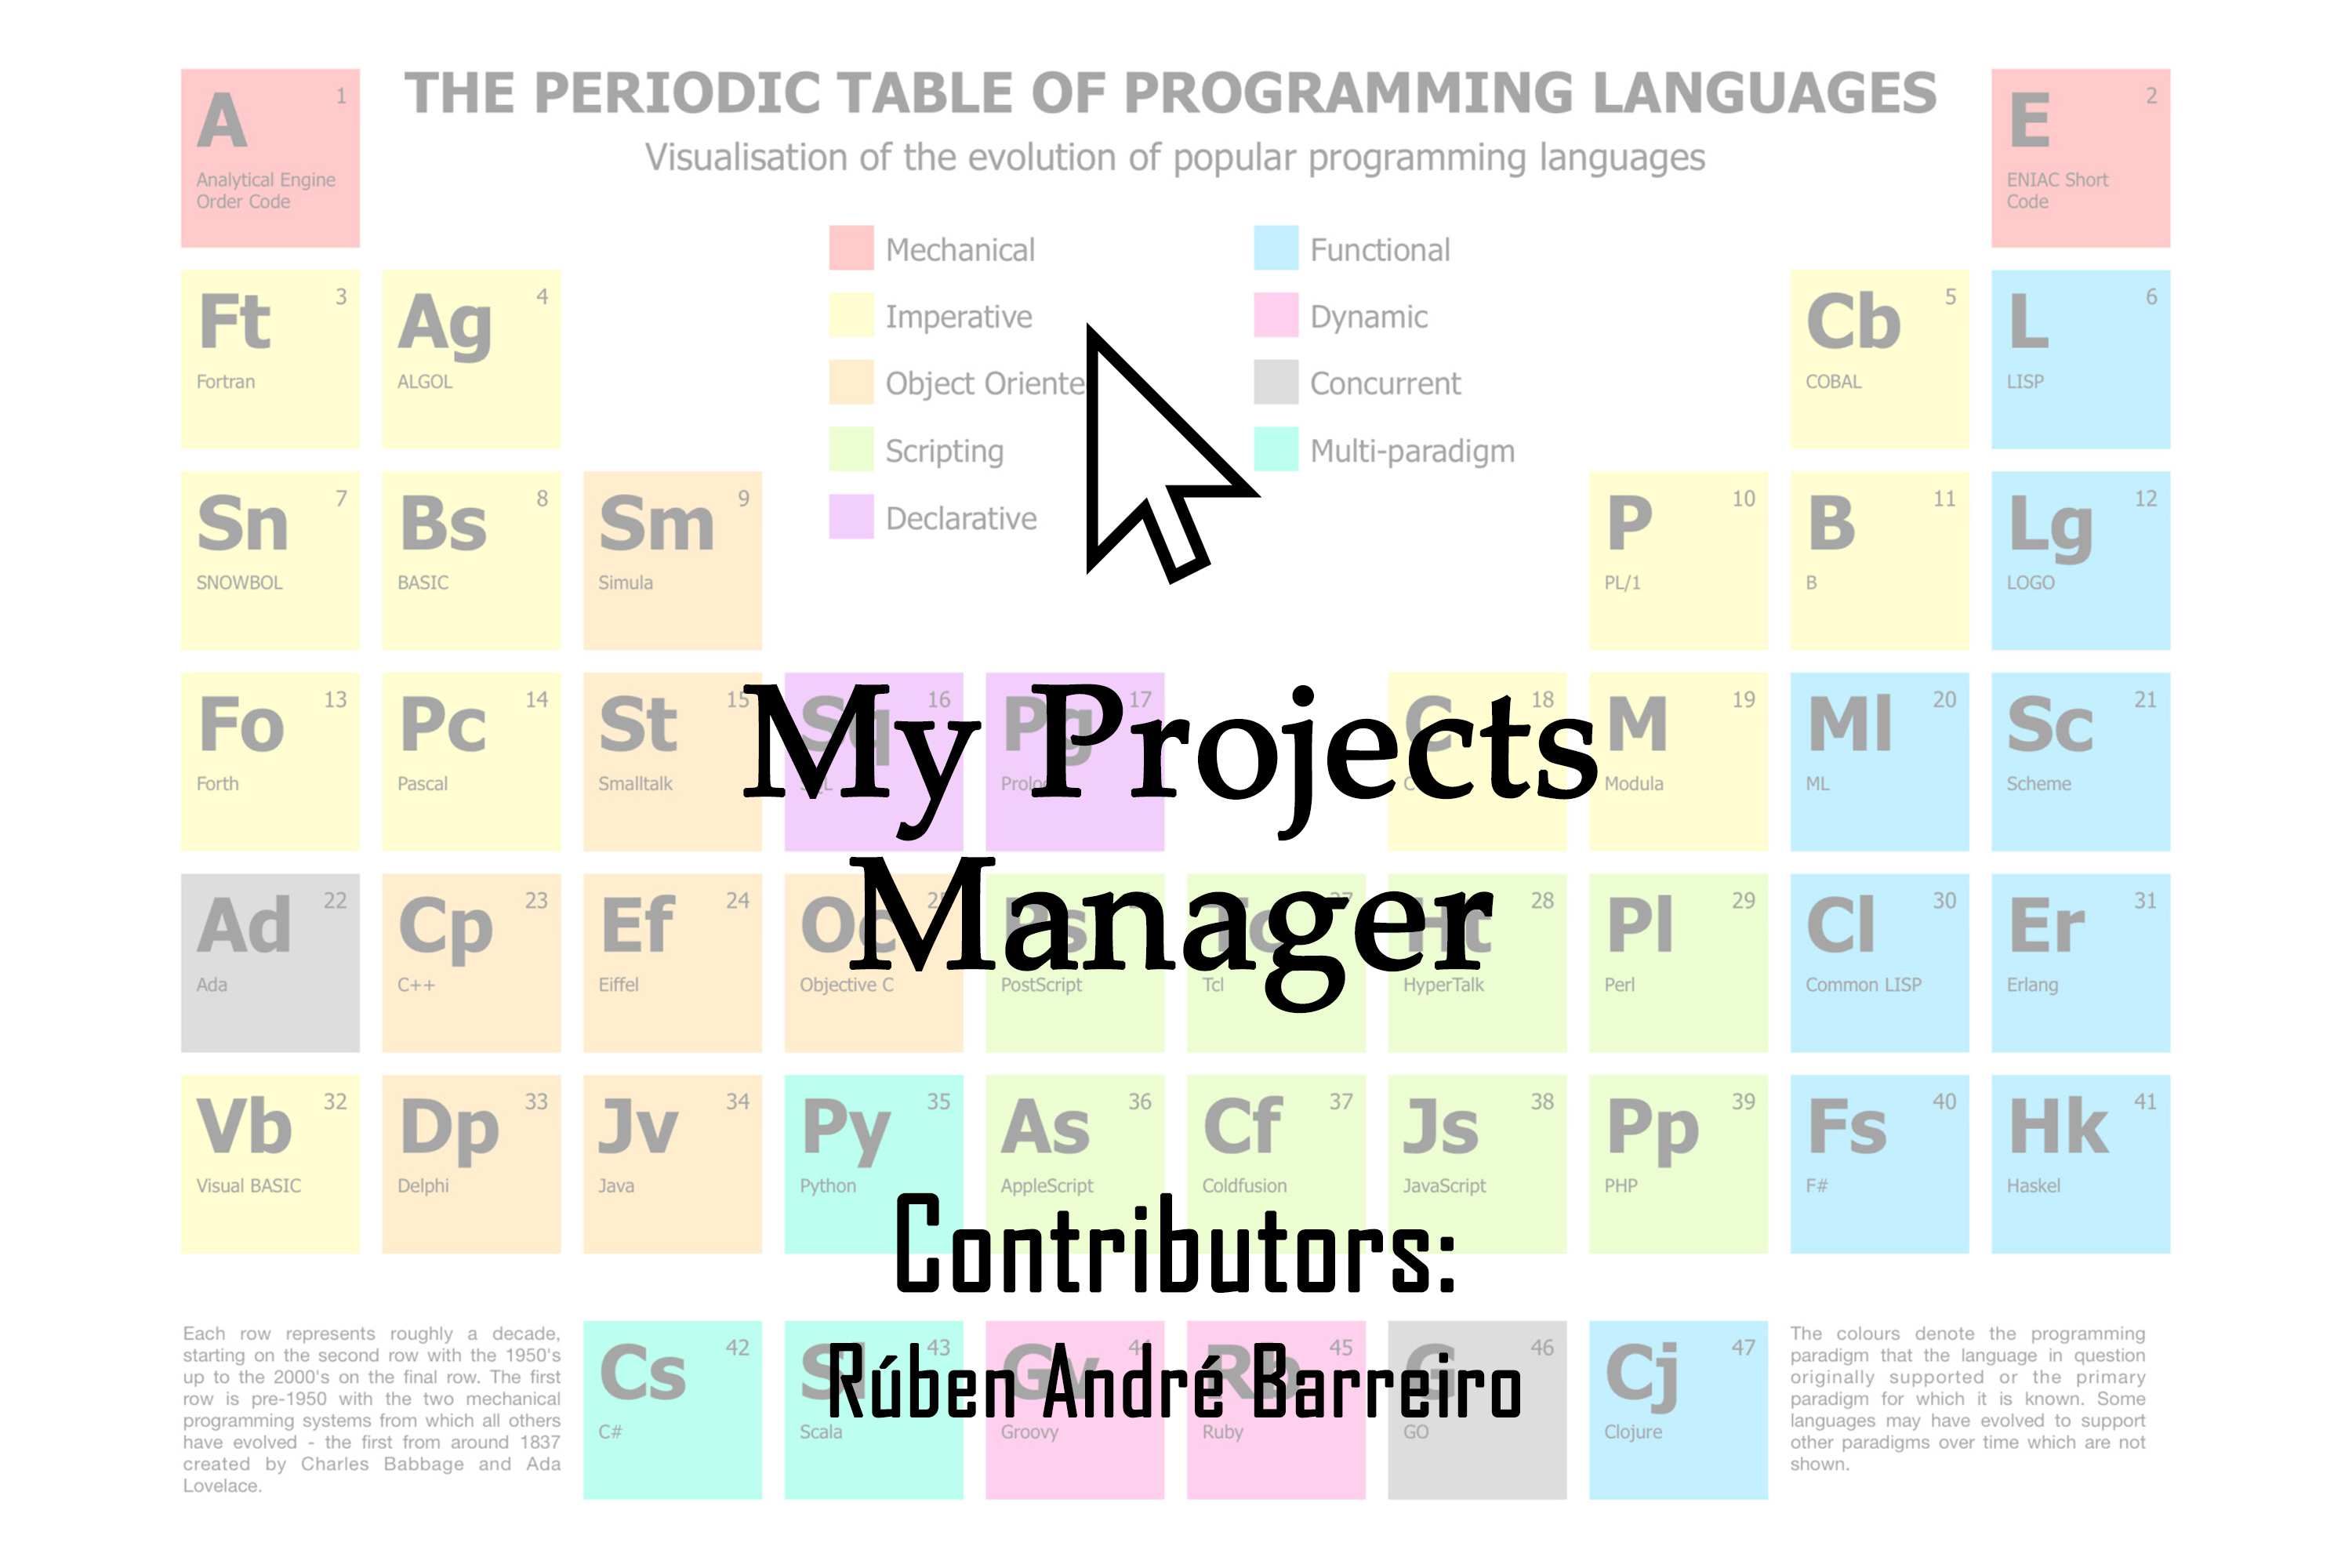 A 1
Analytical Engine
Order Code
THE PERIODIC TABLE OF PROGRAMMING LANGUAGES
Visualisation of the evolution of popular programming languages
E 2
ENIAC Short
Code
Mechanical
Imperative
Object Oriente
Scripting
Declarative
Functional
Dynamic
Concurrent
Multi-paradigm
Ft 3
Fortran
Ag 4
ALGOL
Cb 5
COBAL
L 6
LISP
Sn 7
SNOWBOL
Bs 8
BASIC
Sm 9
Simula
P 10
PL/1
B 11
B
Lg 12
LOGO
Fo 13
Forth
Pc 14
Pascal
St 15
Smalltalk
Sq 16
Pg 17
C 18
M 19
Modula
Ml 20
ML
Sc 21
Scheme
My Projects
Manager
Ad 22
Ada
Cp 23
C++
Ef 24
Eiffel
Oc
Objective C
PostScript
Tcl
Ht 28
HyperTalk
Pl 29
Perl
Cl 30
Common LISP
Er 31
Erlang
Vb 32
Visual BASIC
Dp 33
Delphi
Jv 34
Java
Py 35
Python
As 36
AppleScript
Cf 37
Coldfusion
Js 38
JavaScript
Pp 39
PHP
Fs 40
F#
Hk 41
Haskel
Contributors:
Rúben André Barreiro
Each row represents roughly a decade,
starting on the second row with the 1950's
up to the 2000's on the final row. The first
row is pre-1950 with the two mechanical
programming systems from which all others
have evolved - the first from around 1837
created by Charles Babbage and Ada
Lovelace.
Cs 42
C#
43
Scala
Gv 44
Groovy
Rb 45
Ruby
G 46
GO
Cj 47
Clojure
The colours denote the programming
paradigm that the language in question
originally supported or the primary
paradigm for which it is known. Some
languages may have evolved to support
other paradigms over time which are not
shown.